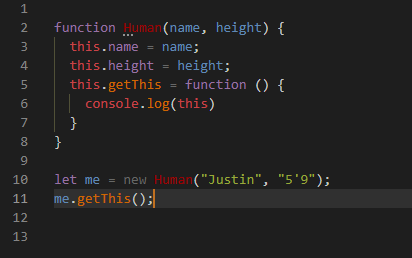 1
2 function Human(name, height) {
3 this.name = name;
4 this.height = height;
5 this.getThis = function () {
6 console.log(this)
7 }
8 }
9
10 let me = new Human("Justin", "5'9");
11 me.getThis();
12
13